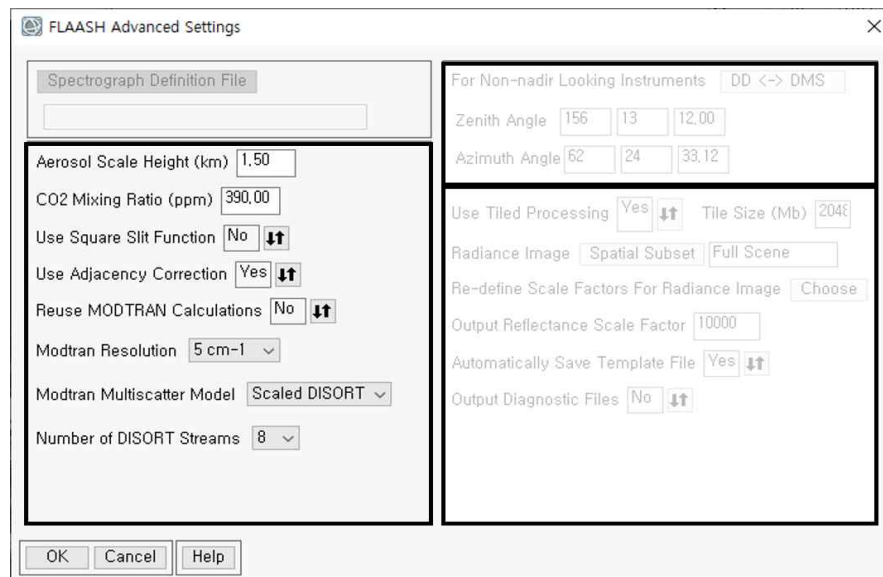 FLAASH Advanced Settings
Spectrograph Definition File
Aerosol Scale Height (km) 1,50
CO2 Mixing Ratio (ppm) 390,00
Use Square Slit Function No
Use Adjacency Correction Yes
Reuse MODTRAN Calculations No
Modtran Resolution 5 cm-1
Modtran Multiscatter Model Scaled DISORT
Number of DISORT Streams 8
For Non-nadir Looking Instruments DD <-> DMS
Zenith Angle 156 13 12,00
Azimuth Angle 62 24 33,12
Use Tiled Processing Yes Tile Size (Mb) 2048
Radiance Image Spatial Subset Full Scene
Re-define Scale Factors For Radiance Image Choose
Output Reflectance Scale Factor 10000
Automatically Save Template File Yes
Output Diagnostic Files No
OK Cancel Help